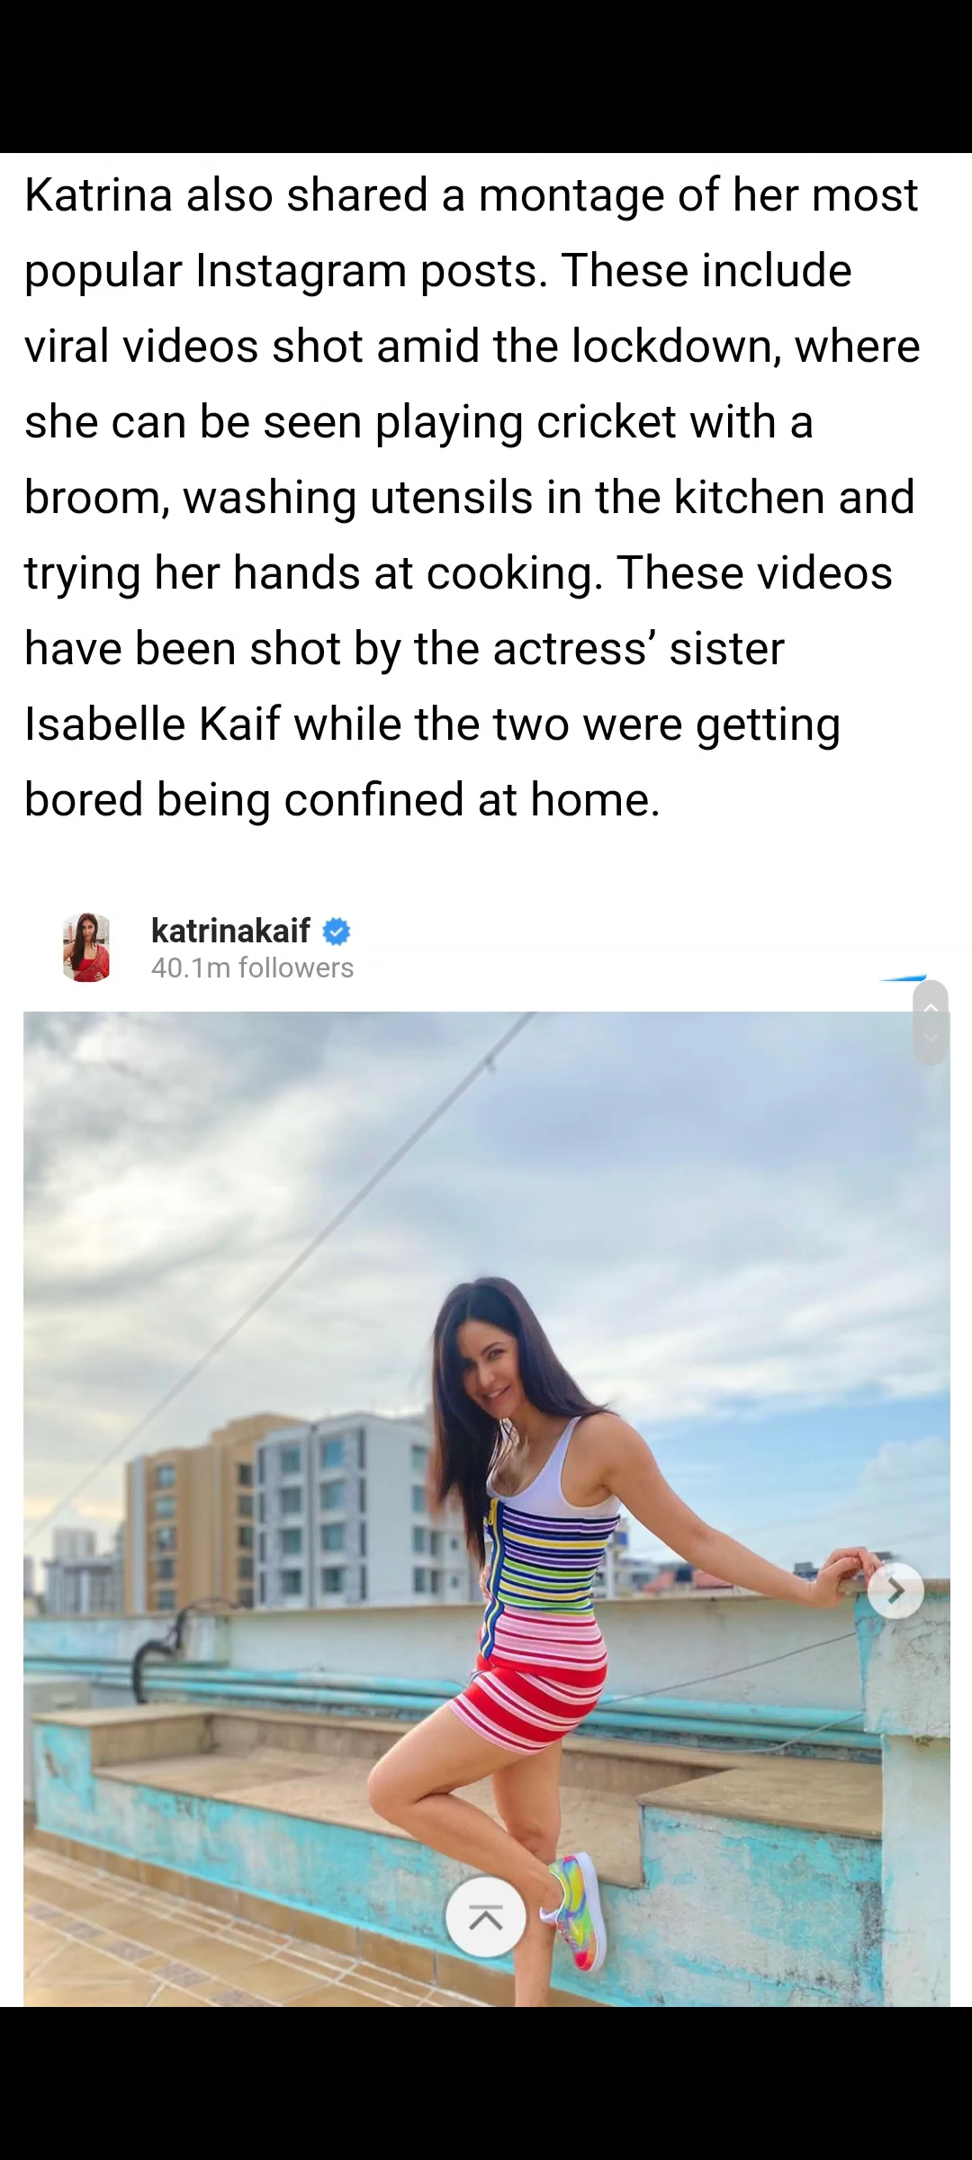 Katrina also shared a montage of her most
popular Instagram posts. These include
viral videos shot amid the lockdown, where
she can be seen playing cricket with a
broom, washing utensils in the kitchen and
trying her hands at cooking. These videos
have been shot by the actress’ sister
Isabelle Kaif while the two were getting
bored being confined at home.
katrinakaif
40.1m followers